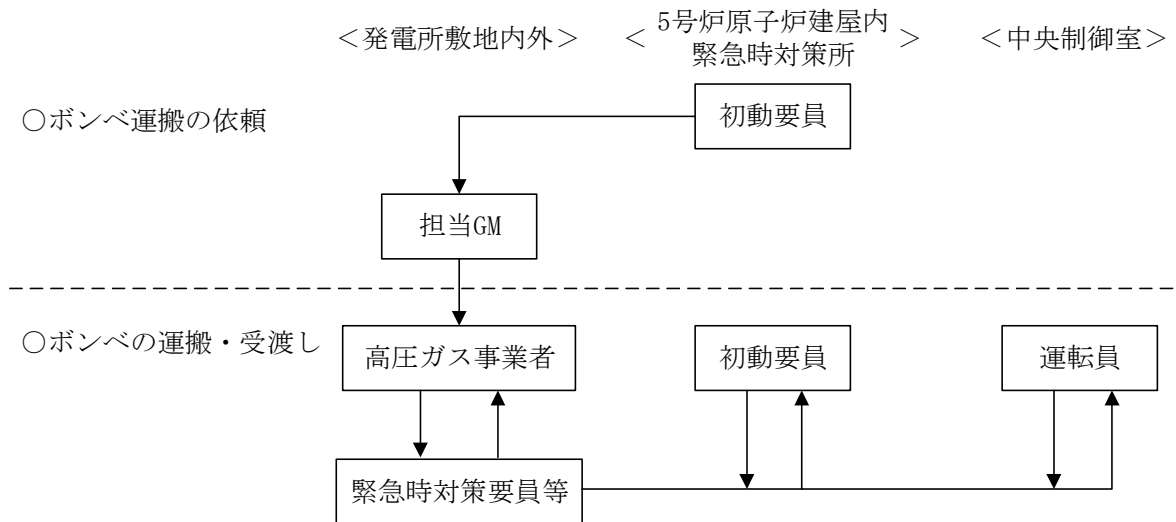 ＜発電所敷地内外＞
＜5号炉原子炉建屋内
緊急時対策所＞
＜中央制御室＞
○ボンベ運搬の依頼
初動要員
担当GM
○ボンベの運搬・受渡し
高圧ガス事業者
初動要員
運転員
緊急時対策要員等